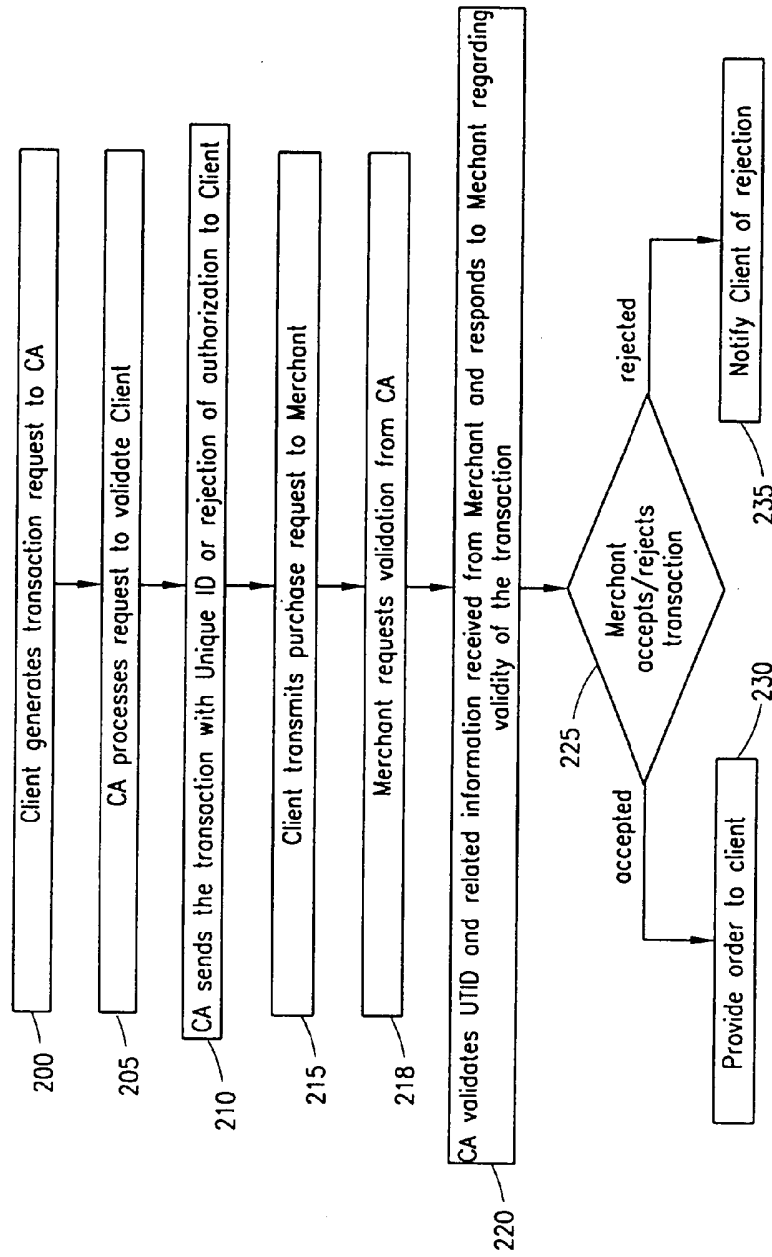 Client generates transaction request to CA
200
CA processes request to validate Client
205
CA sends the transaction with Unique ID or rejection of authorization to Client
210
Client transmits purchase request to Merchant
215
Merchant requests validation from CA
218
CA validates UTID and related information received from Merchant and responds to Mechant regarding
validity of the transaction
220
Merchant
accepts/rejects
transaction
225
accepted
rejected
Provide order to client
230
Notify Client of rejection
235